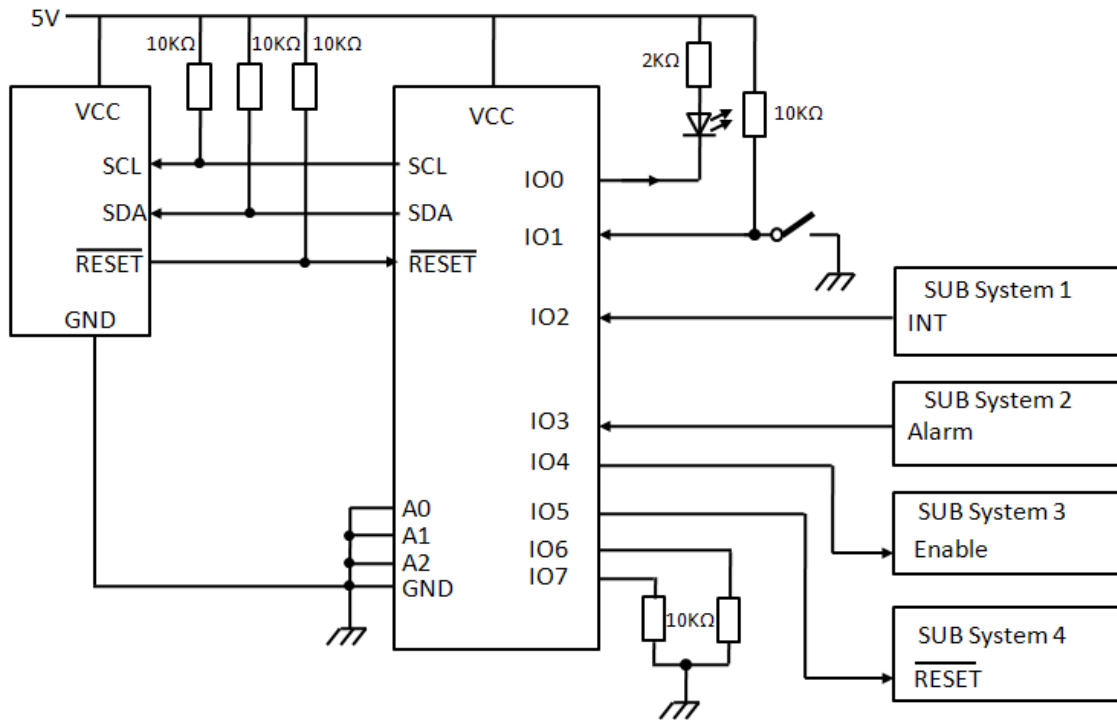 5V
10KΩ
10KΩ
10KΩ
2KΩ
10KΩ
VCC
SCL
SDA
RESET
GND
VCC
SCL
SDA
RESET
A0
A1
A2
GND
IO0
IO1
IO2
IO3
IO4
IO5
IO6
IO7
10KΩ
SUB System 1
INT
SUB System 2
Alarm
SUB System 3
Enable
SUB System 4
RESET